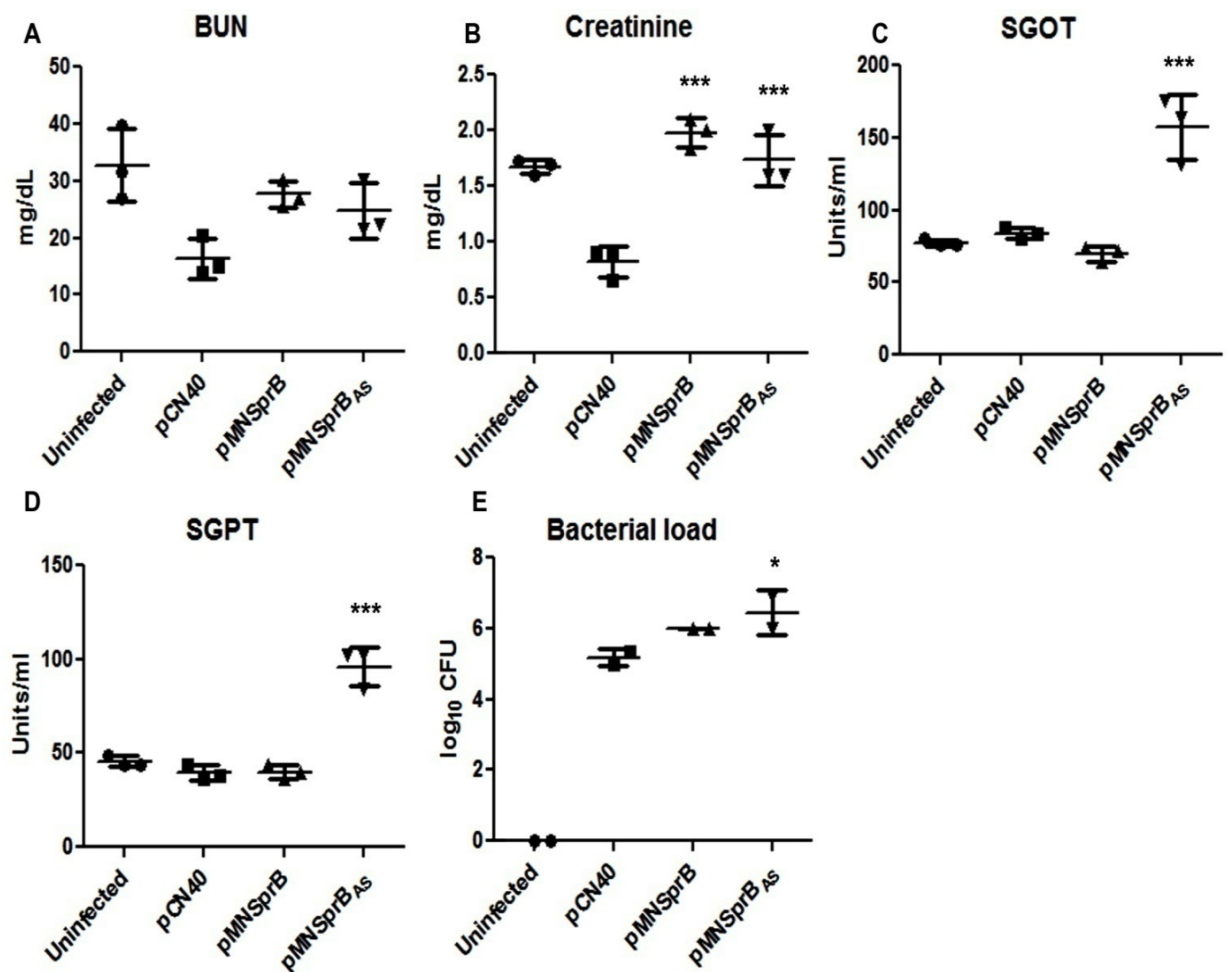 A
BUN
mg/dL
50
40
30
20
10
0
Uninfected
pCN40
pMNSprB
pMNSprBAS
B
Creatinine
mg/dL
2.5
2.0
1.5
1.0
0.5
0.0
***
***
Uninfected
pCN40
pMNSprB
pMNSprBAS
C
SGOT
Units/ml
200
150
100
50
0
***
Uninfected
pCN40
pMNSprB
pMNSprBAS
D
SGPT
Units/ml
150
100
50
0
***
Uninfected
pCN40
pMNSprB
pMNSprBAS
E
Bacterial load
log10 CFU
8
6
4
2
0
*
Uninfected
pCN40
pMNSprB
pMNSprBAS